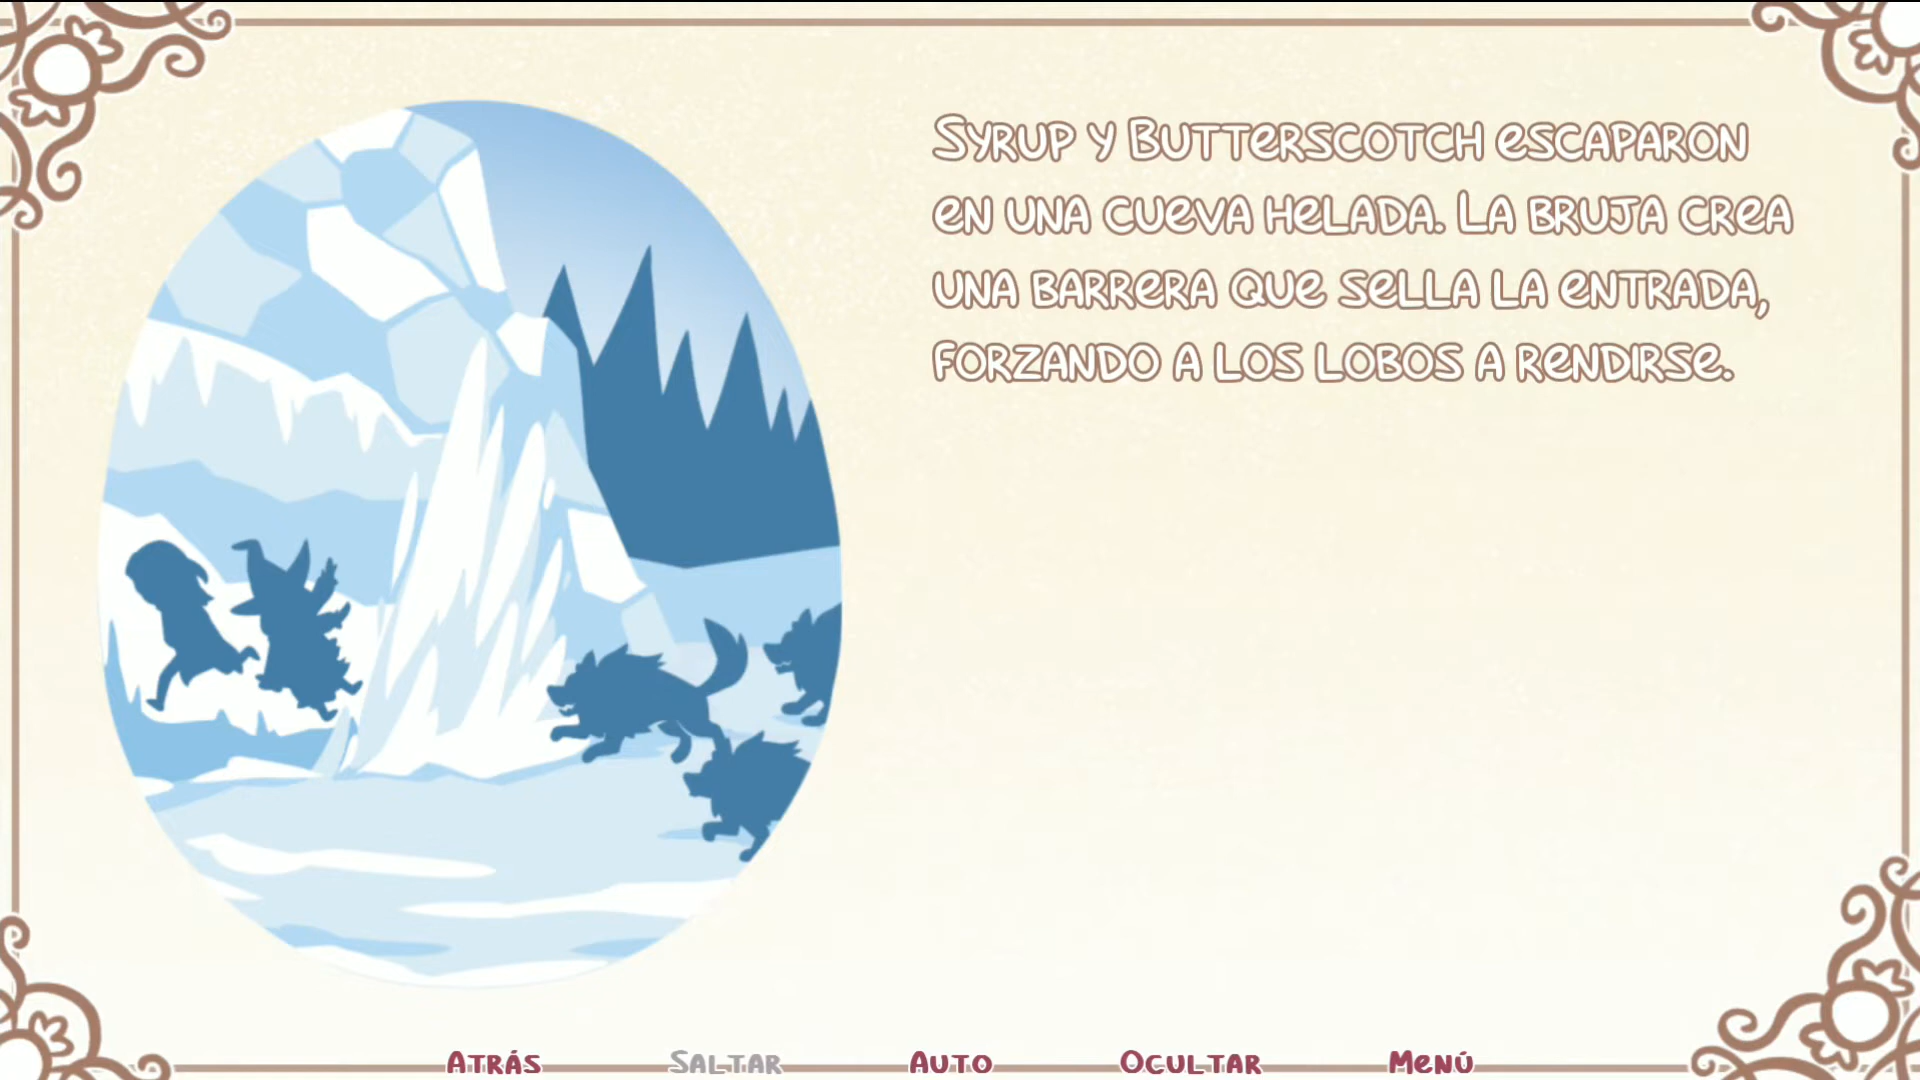 Syrup y Butterscotch escaparon
en una cueva helada. La bruja crea
una barrera que sella la entrada,
forzando a los lobos a rendirse.
Atrás
Saltar
Auto
Ocultar
Menú